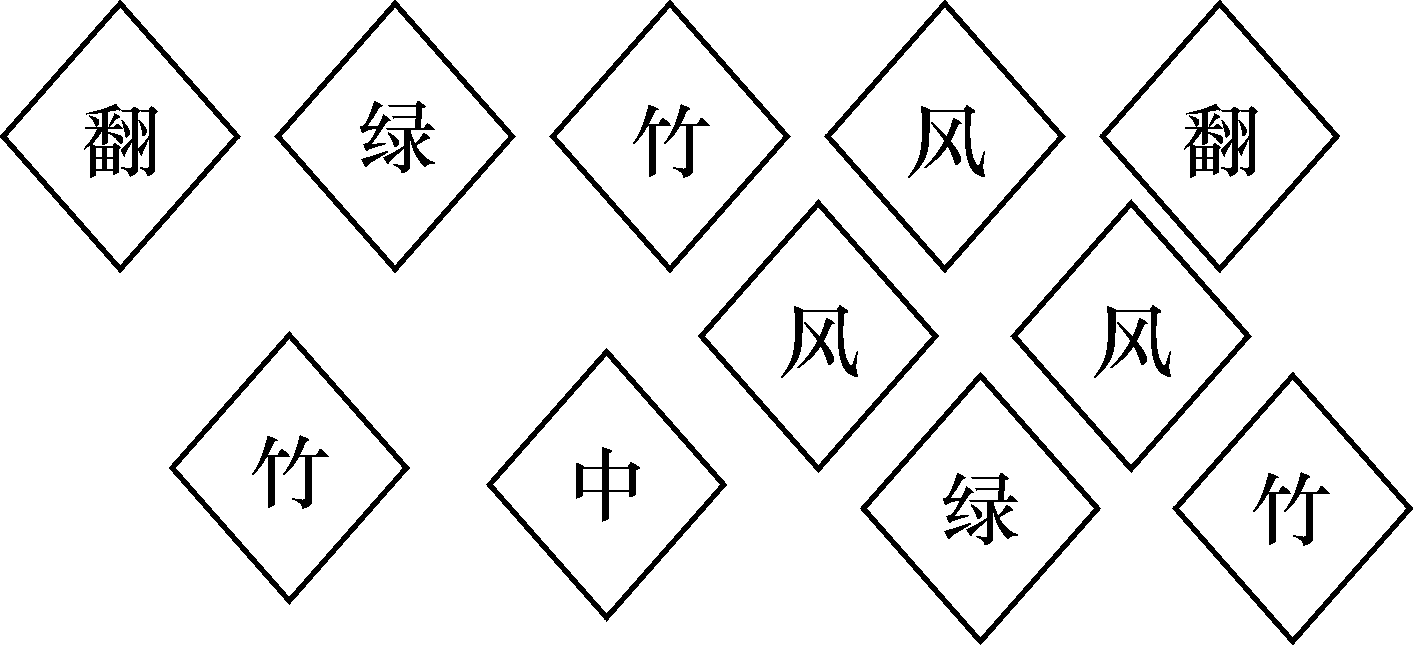 翻 绿 竹 风 翻
风 风
竹 中 绿 竹